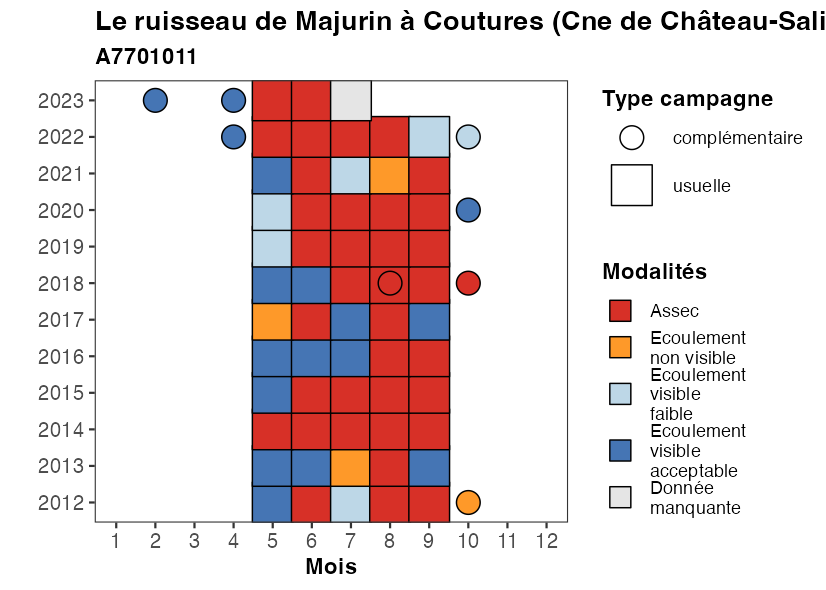 Le ruisseau de Majurin à Coutures (Cne de Château-Sali
A7701011
2023
2022
2021
2020
2019
2018
2017
2016
2015
2014
2013
2012
1 2 3 4 5 6 7 8 9 10 11 12
Mois
Type campagne
complémentaire
usuelle
Modalités
Assec
Ecoulement
non visible
Ecoulement
visible
faible
Ecoulement
visible
acceptable
Donnée
manquante